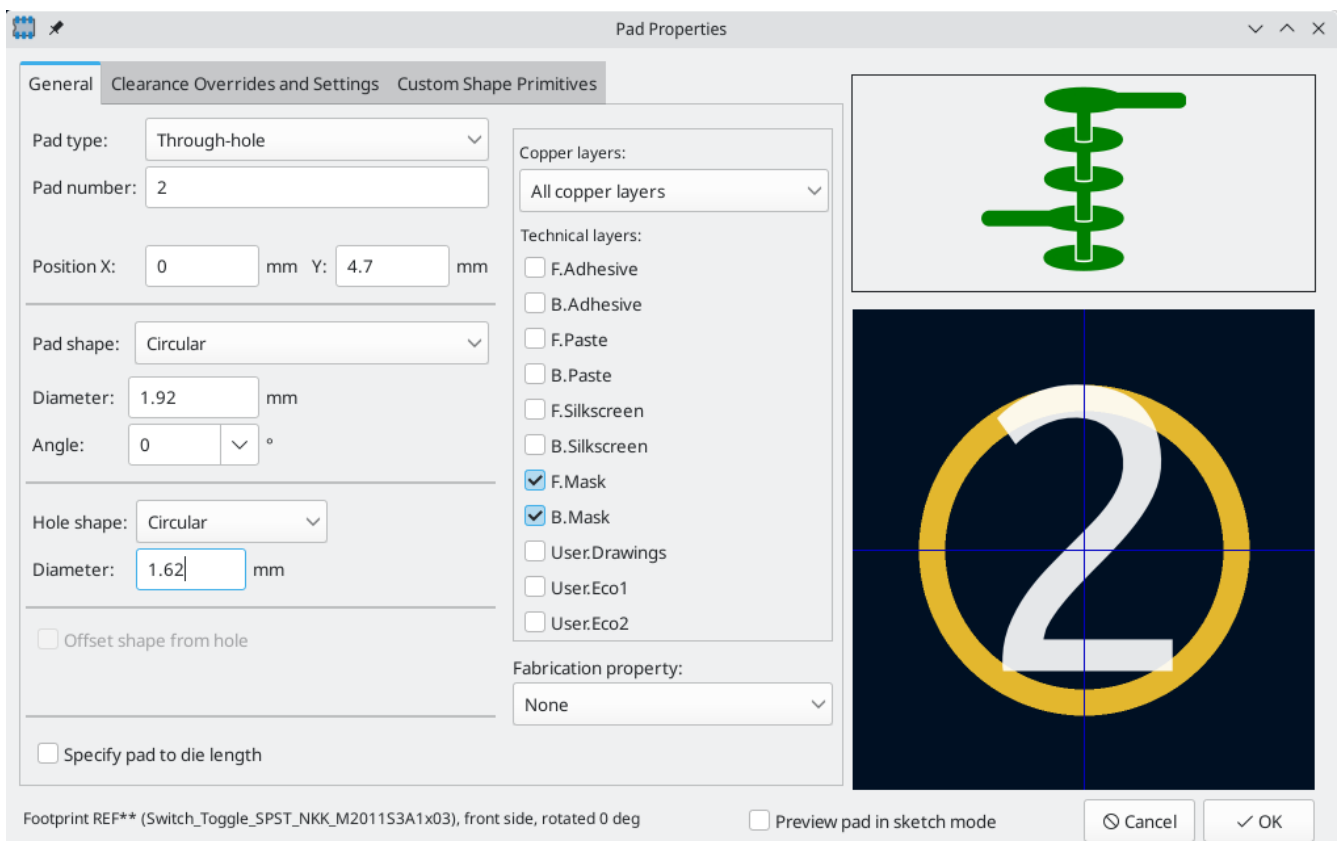 Pad Properties
General Clearance Overrides and Settings Custom Shape Primitives
Pad type: Through-hole
Pad number: 2
Position X: 0 mm Y: 4.7 mm
Pad shape: Circular
Diameter: 1.92 mm
Angle: 0 °
Hole shape: Circular
Diameter: 1.62 mm
Offset shape from hole
Specify pad to die length
Copper layers:
All copper layers
Technical layers:
F.Adhesive
B.Adhesive
F.Paste
B.Paste
F.Silkscreen
B.Silkscreen
F.Mask
B.Mask
User.Drawings
User.Eco1
User.Eco2
Fabrication property:
None
2
Footprint REF** (Switch_Toggle_SPST_NKK_M2011S3A1x03), front side, rotated 0 deg
Preview pad in sketch mode
Cancel
OK